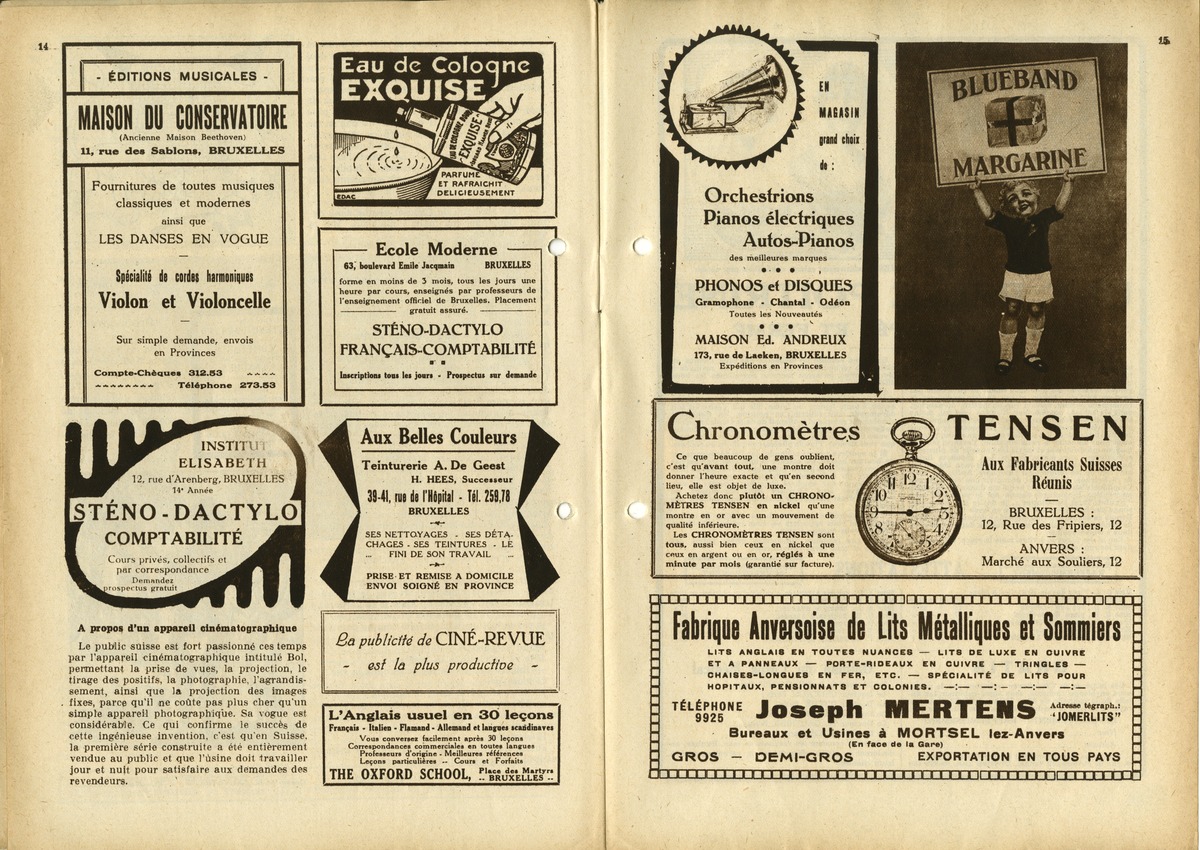 14
- ÉDITIONS MUSICALES -
MAISON DU CONSERVATOIRE
(Ancienne Maison Beethoven)
11, rue des Sablons, BRUXELLES
Fournitures de toutes musiques
classiques et modernes
ainsi que
LES DANSES EN VOGUE
Spécialité de cordes harmoniques
Violon et Violoncelle
Sur simple demande, envois
en Provinces
Compte-Chèques 312.53
Téléphone 273.53
INSTITUT
ELISABETH
12, rue d'Arenberg, BRUXELLES
14e Année
STÉNO-DACTYLO
COMPTABILITÉ
Cours privés, collectifs et
par correspondance
Demandez
prospectus gratuit
A propos d'un appareil cinématographique
Le public suisse est fort passionné ces temps
par l'appareil cinématographique intitulé Bol,
permettant la prise de vues, la projection, le
tirage des positifs, la photographie, l'agrandis-
sement, ainsi que la projection des images
fixes, parce qu'il ne coûte pas plus cher qu'un
simple appareil photographique. Sa vogue est
considérable. Ce qui confirme le succès de
cette ingénieuse invention, c'est qu'en Suisse,
la première série construite a été entièrement
vendue au public et que l'usine doit travailler
jour et nuit pour satisfaire aux demandes des
revendeurs.
Eau de Cologne
EXQUISE
EAU DE COLOGNE
EXQUISE
PARFUME
ET RAFRAICHIT
DELICIEUSEMENT
EDAC
Ecole Moderne
63, boulevard Emile Jacqmain BRUXELLES
forme en moins de 3 mois, tous les jours une
heure par cours, enseignés par professeurs de
l'enseignement officiel de Bruxelles. Placement
gratuit assuré.
STÉNO-DACTYLO
FRANÇAIS-COMPTABILITÉ
Inscriptions tous les jours - Prospectus sur demande
Aux Belles Couleurs
Teinturerie A. De Geest
H. HEES, Successeur
39-41, rue de l'Hôpital - Tél. 259,78
BRUXELLES
SES NETTOYAGES - SES DÉTA-
CHAGES - SES TEINTURES - LE
FINI DE SON TRAVAIL
PRISE ET REMISE A DOMICILE
ENVOI SOIGNÉ EN PROVINCE
La publicité de CINÉ-REVUE
- est la plus productive -
L'Anglais usuel en 30 leçons
Français - Italien - Flamand - Allemand et langues scandinaves
Vous conversez facilement après 30 leçons
Correspondances commerciales en toutes langues
Professeurs d'origine - Meilleures références
Leçons particulières -- Cours et Forfaits
THE OXFORD SCHOOL, Place des Martyrs
-- BRUXELLES --
15
EN
MAGASIN
grand choix
de :
Orchestrions
Pianos électriques
Autos-Pianos
des meilleures marques
PHONOS et DISQUES
Gramophone - Chantal - Odéon
Toutes les Nouveautés
MAISON Ed. ANDREUX
173, rue de Laeken, BRUXELLES
Expéditions en Provinces
BLUEBAND
MARGARINE
Chronomètres TENSEN
Ce que beaucoup de gens oublient,
c'est qu'avant tout, une montre doit
donner l'heure exacte et qu'en second
lieu, elle est objet de luxe.
Achetez donc plutôt un CHRONO-
MÈTRES TENSEN en nickel qu'une
montre en or avec un mouvement de
qualité inférieure.
Les CHRONOMÈTRES TENSEN sont
tous, aussi bien ceux en nickel que
ceux en argent ou en or, réglés à une
minute par mois (garantié sur facture).
Aux Fabricants Suisses
Réunis
BRUXELLES :
12, Rue des Fripiers, 12
ANVERS :
Marché aux Souliers, 12
Fabrique Anversoise de Lits Métalliques et Sommiers
LITS ANGLAIS EN TOUTES NUANCES — LITS DE LUXE EN CUIVRE
ET A PANNEAUX — PORTE-RIDEAUX EN CUIVRE — TRINGLES —
CHAISES-LONGUES EN FER, ETC. — SPÉCIALITÉ DE LITS POUR
HOPITAUX, PENSIONNATS ET COLONIES. —:— —:- —:— —:—
TÉLÉPHONE
9925
Joseph MERTENS
Adresse télégraph.:
"JOMERLITS"
Bureaux et Usines à MORTSEL lez-Anvers
(En face de la Gare)
GROS — DEMI-GROS EXPORTATION EN TOUS PAYS